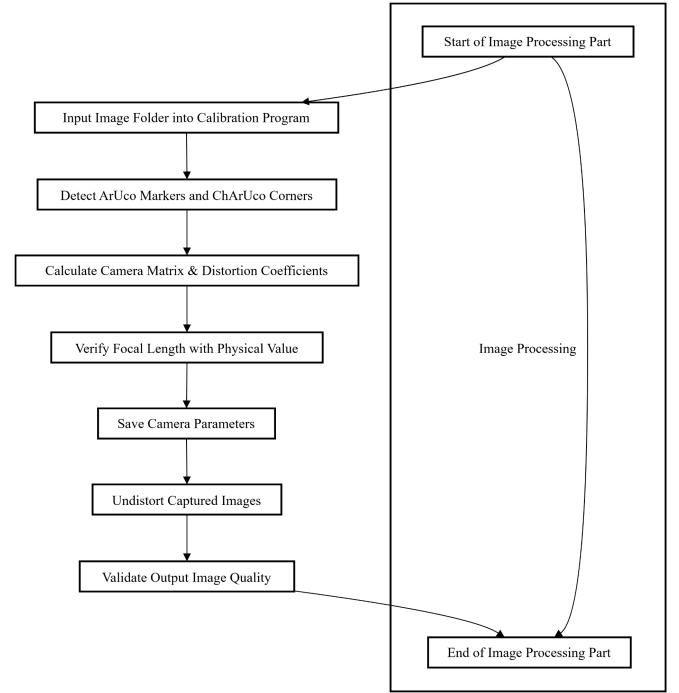 Start of Image Processing Part
Input Image Folder into Calibration Program
Detect ArUco Markers and ChArUco Corners
Calculate Camera Matrix & Distortion Coefficients
Verify Focal Length with Physical Value
Image Processing
Save Camera Parameters
Undistort Captured Images
Validate Output Image Quality
End of Image Processing Part